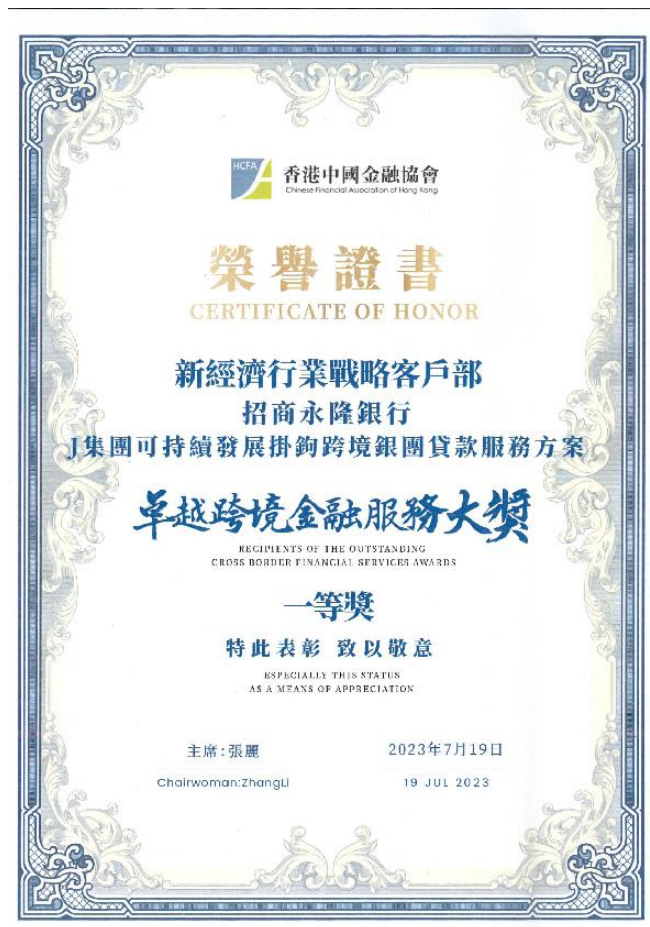 HCFA
香港中國金融協會
Chinese Financial Association of Hong Kong
榮譽證書
CERTIFICATE OF HONOR
新經濟行業戰略客戶部
招商永隆銀行
J集團可持續發展掛鉤跨境銀團貸款服務方案
卓越跨境金融服務大獎
RECIPIENTS OF THE OUTSTANDING
CROSS BORDER FINANCIAL SERVICES AWARDS
一等獎
特此表彰 致以敬意
ESPECIALLY THIS STATUS
AS A MEANS OF APPRECIATION
主席:張麗
2023年7月19日
Chairwoman:ZhangLi
19 JUL 2023